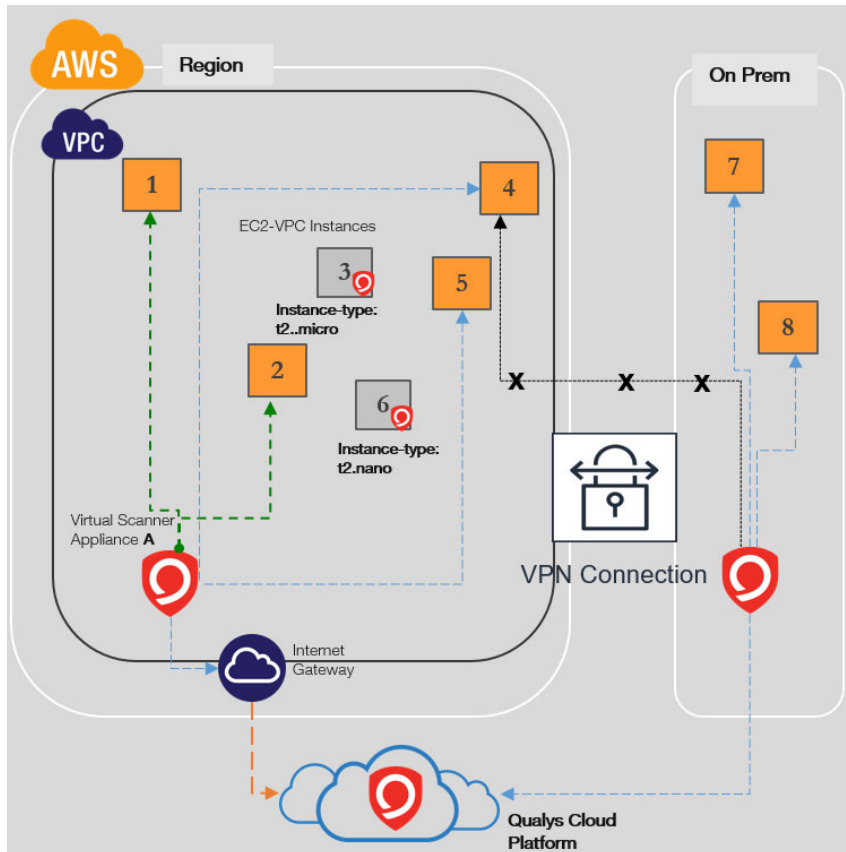 AWS
Region
On Prem
VPC
1
4
7
EC2-VPC Instances
3
5
Instance-type:
t2..micro
8
2
6
Instance-type:
t2.nano
X
X
X
Virtual Scanner
Appliance A
VPN Connection
Internet
Gateway
Qualys Cloud
Platform